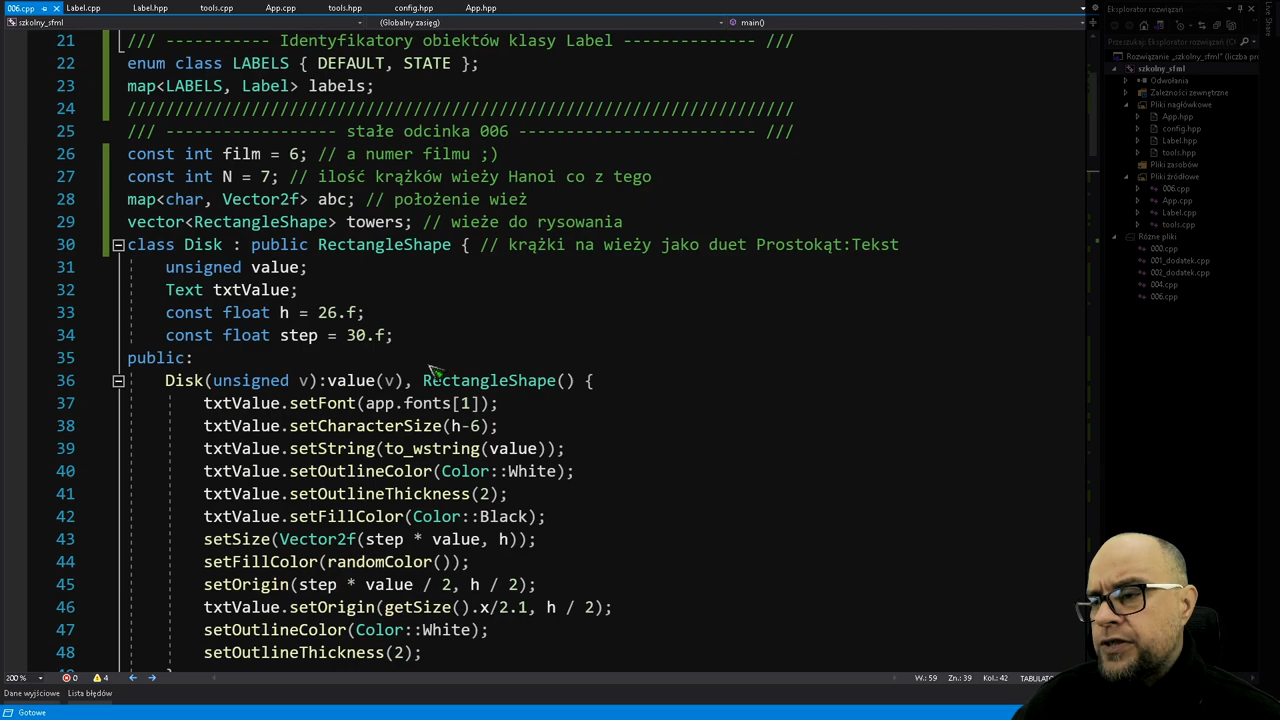 006.cpp
Label.cpp
Label.hpp
tools.cpp
App.cpp
tools.hpp
config.hpp
App.hpp
szkolny_sfml
(Globalny zasięg)
main()
21 /// ----------- Identyfikatory obiektów klasy Label -------------- ///
22 enum class LABELS { DEFAULT, STATE };
23 map<LABELS, Label> labels;
24 //////////////////////////////////////////////////////////////////////
25 /// ------------------ stałe odcinka 006 ------------------------- ///
26 const int film = 6; // a numer filmu ;)
27 const int N = 7; // ilość krążków wieży Hanoi co z tego
28 map<char, Vector2f> abc; // położenie wież
29 vector<RectangleShape> towers; // wieże do rysowania
30 class Disk : public RectangleShape { // krążki na wieży jako duet Prostokąt:Tekst
31 unsigned value;
32 Text txtValue;
33 const float h = 26.f;
34 const float step = 30.f;
35 public:
36 Disk(unsigned v):value(v), RectangleShape() {
37 txtValue.setFont(app.fonts[1]);
38 txtValue.setCharacterSize(h-6);
39 txtValue.setString(to_wstring(value));
40 txtValue.setOutlineColor(Color::White);
41 txtValue.setOutlineThickness(2);
42 txtValue.setFillColor(Color::Black);
43 setSize(Vector2f(step * value, h));
44 setFillColor(randomColor());
45 setOrigin(step * value / 2, h / 2);
46 txtValue.setOrigin(getSize().x/2.1, h / 2);
47 setOutlineColor(Color::White);
48 setOutlineThickness(2);
200 %
0
4
W.: 59
Zn.: 39
Kol.: 42
TABULATO
Dane wyjściowe
Lista błędów
Gotowe
Eksplorator rozwiązań
Przeszukaj: Eksplorator rozwiązań (Ctrl
Rozwiązanie „szkolny_sfml" (liczba pro
szkolny_sfml
Odwołania
Zależności zewnętrzne
Pliki nagłówkowe
App.hpp
config.hpp
Label.hpp
tools.hpp
Pliki zasobów
Pliki źródłowe
006.cpp
App.cpp
Label.cpp
tools.cpp
Różne pliki
000.cpp
001_dodatek.cpp
002_dodatek.cpp
004.cpp
006.cpp
Live Share